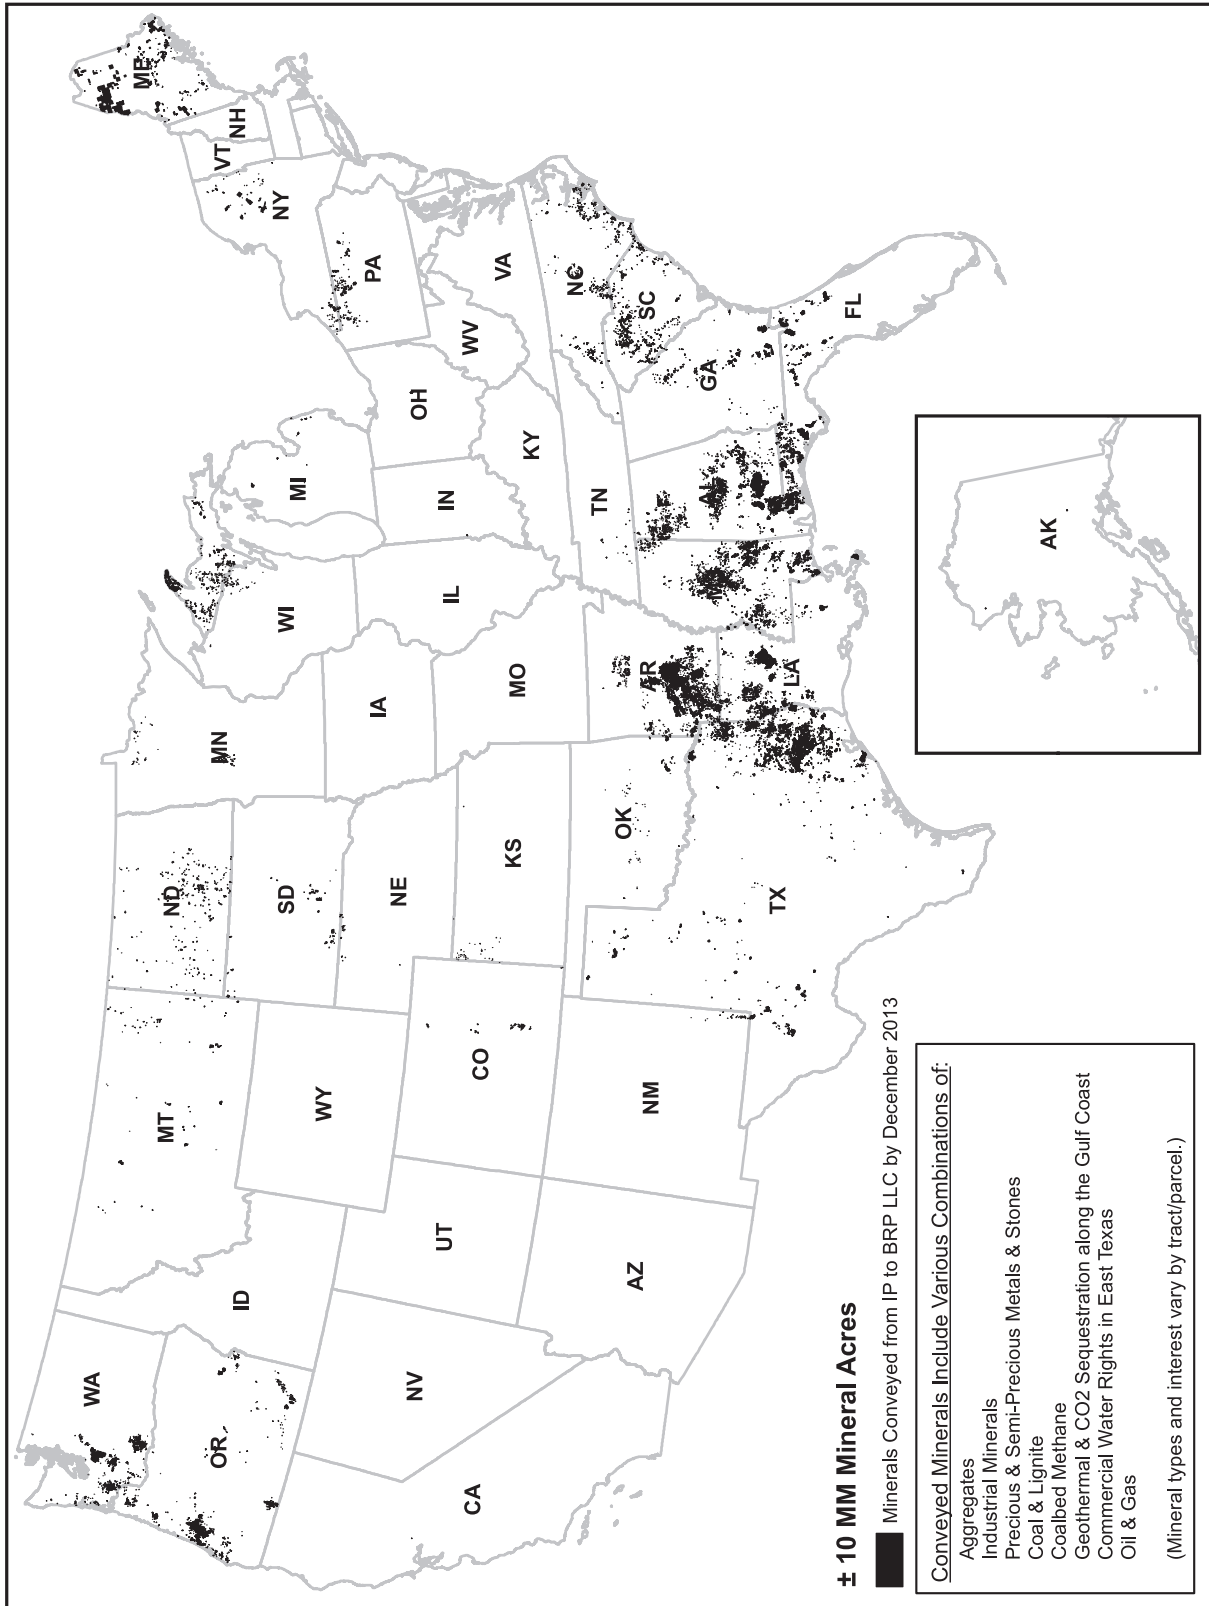 WA
OR
CA
ID
NV
MT
WY
UT
AZ
CO
NM
ND
SD
NE
KS
OK
TX
MN
IA
MO
AR
LA
WI
IL
MI
IN
OH
KY
TN
AL
GA
FL
SC
NC
VA
WV
PA
NY
VT
NH
ME
AK
± 10 MM Mineral Acres
Minerals Conveyed from IP to BRP LLC by December 2013
Conveyed Minerals Include Various Combinations of:
Aggregates
Industrial Minerals
Precious & Semi-Precious Metals & Stones
Coal & Lignite
Coalbed Methane
Geothermal & CO2 Sequestration along the Gulf Coast
Commercial Water Rights in East Texas
Oil & Gas
(Mineral types and interest vary by tract/parcel.)